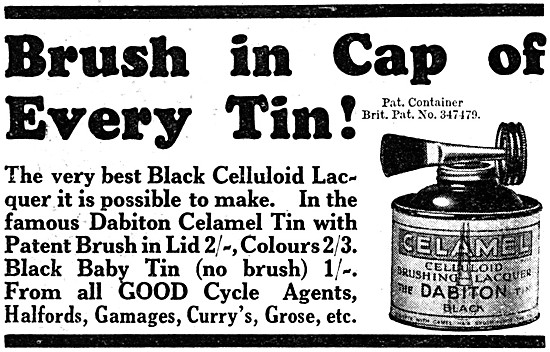 Brush in Cap of
Every Tin!
Pat. Container
Brit. Pat. No. 347479.
The very best Black Celluloid Lac-
quer it is possible to make. In the
famous Dabiton Celamel Tin with
Patent Brush in Lid 2/-, Colours 2/3.
Black Baby Tin (no brush) 1/-.
From all GOOD Cycle Agents,
Halfords, Gamages, Curry's, Grose, etc.
CELAMEL
CELLULOID
BRUSHING LACQUER
THE DABITON TIN
BLACK